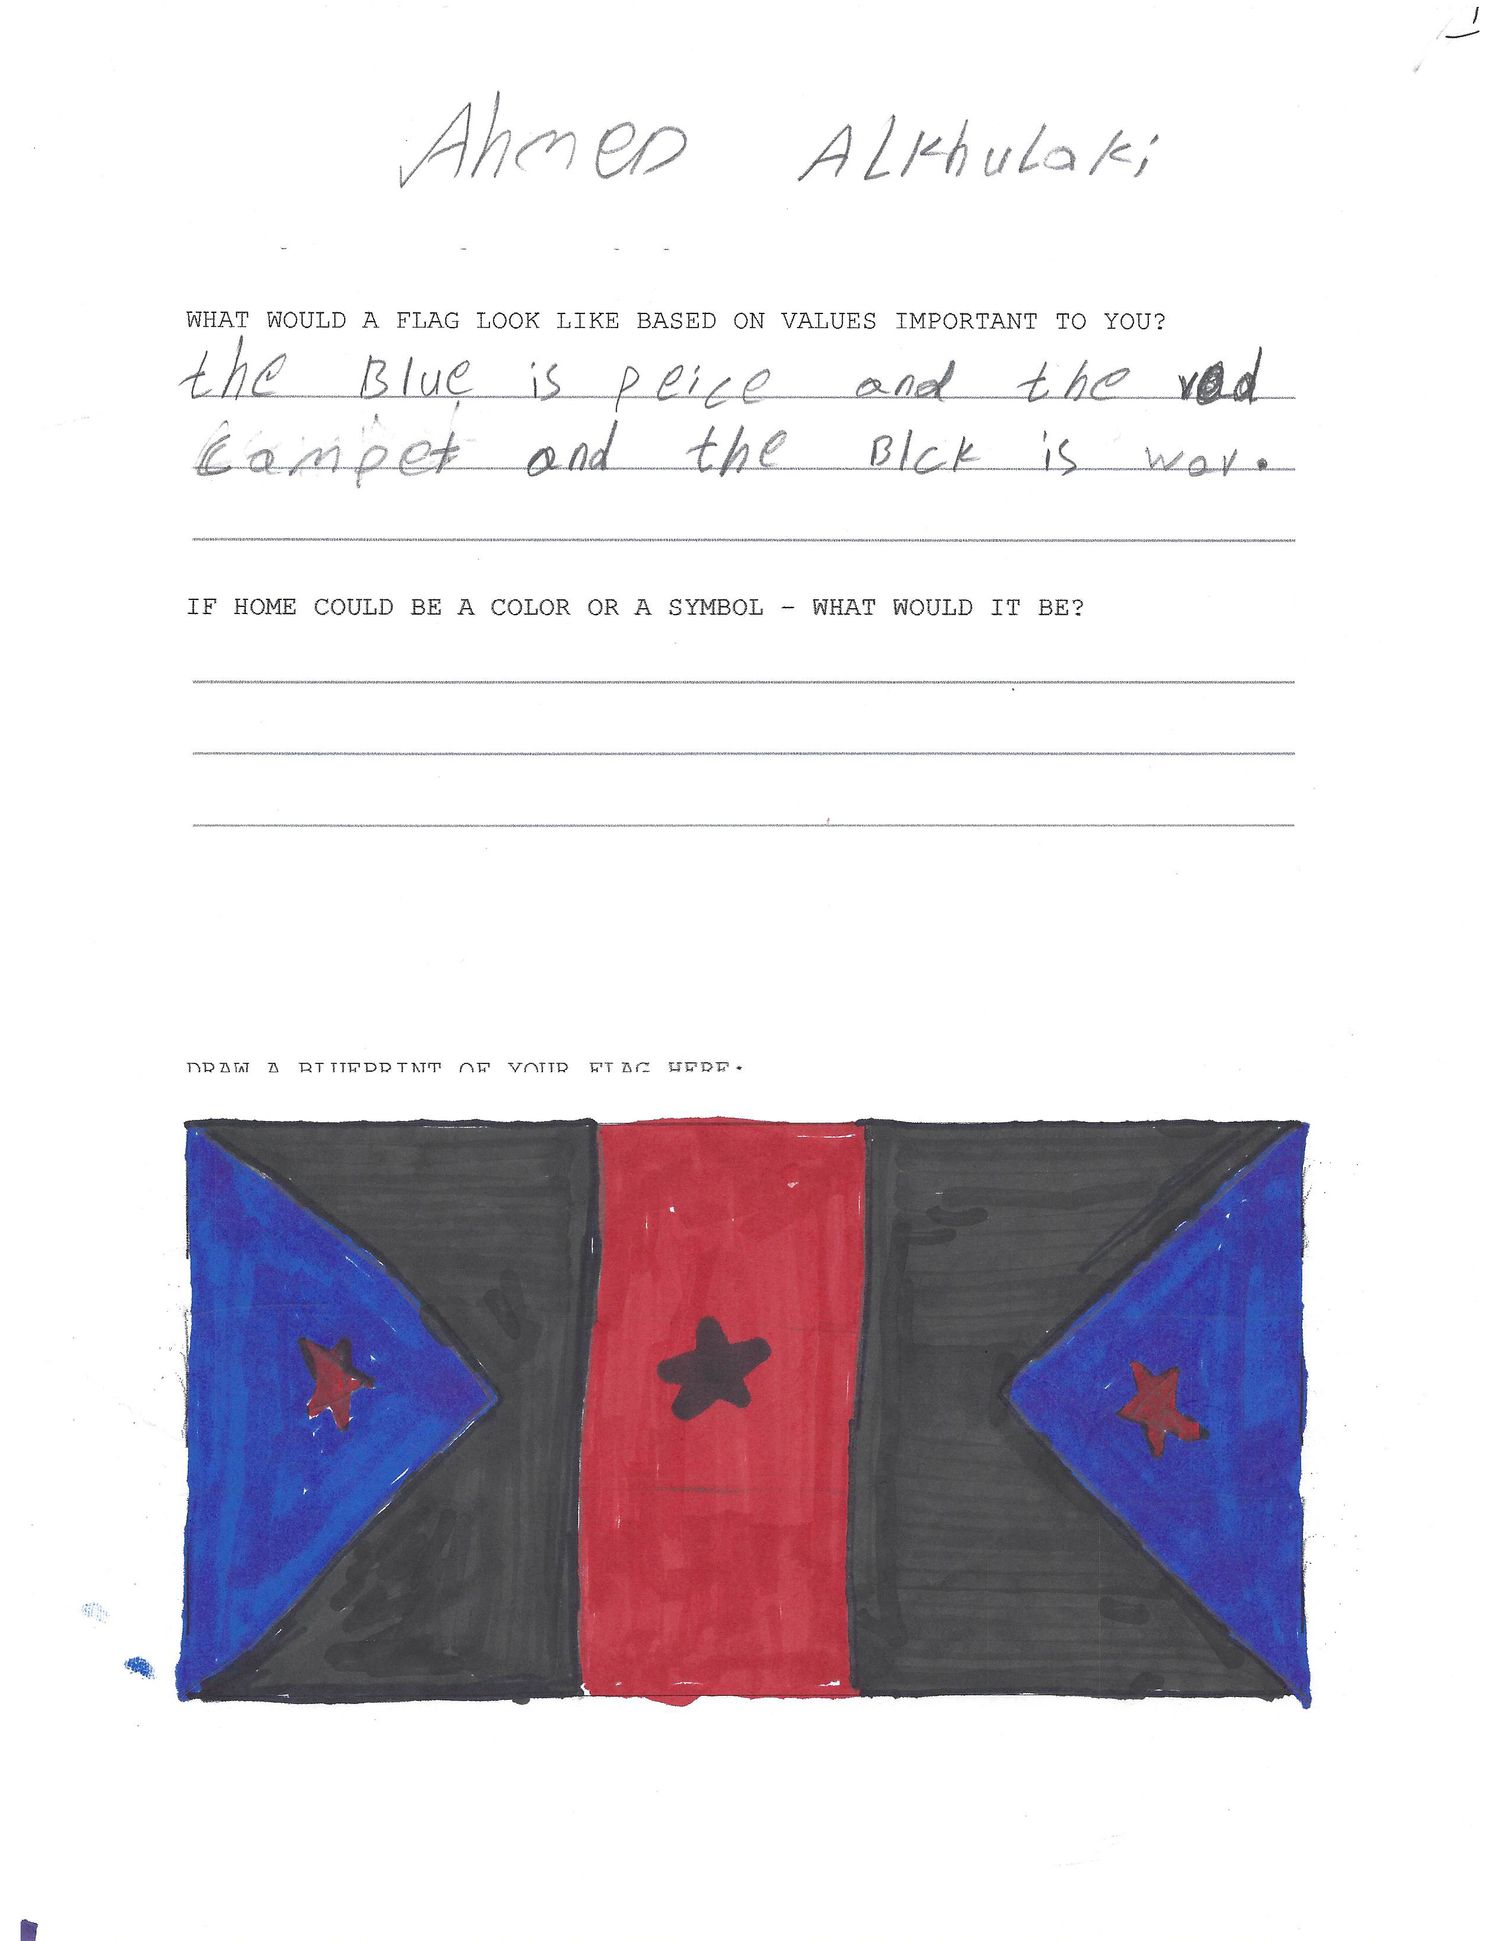 Ahmed Alkhulaki
WHAT WOULD A FLAG LOOK LIKE BASED ON VALUES IMPORTANT TO YOU?
the Blue is peice and the red
campet and the Blck is war.
IF HOME COULD BE A COLOR OR A SYMBOL – WHAT WOULD IT BE?
DRAW A BLUEPRINT OF YOUR FLAG HERE.